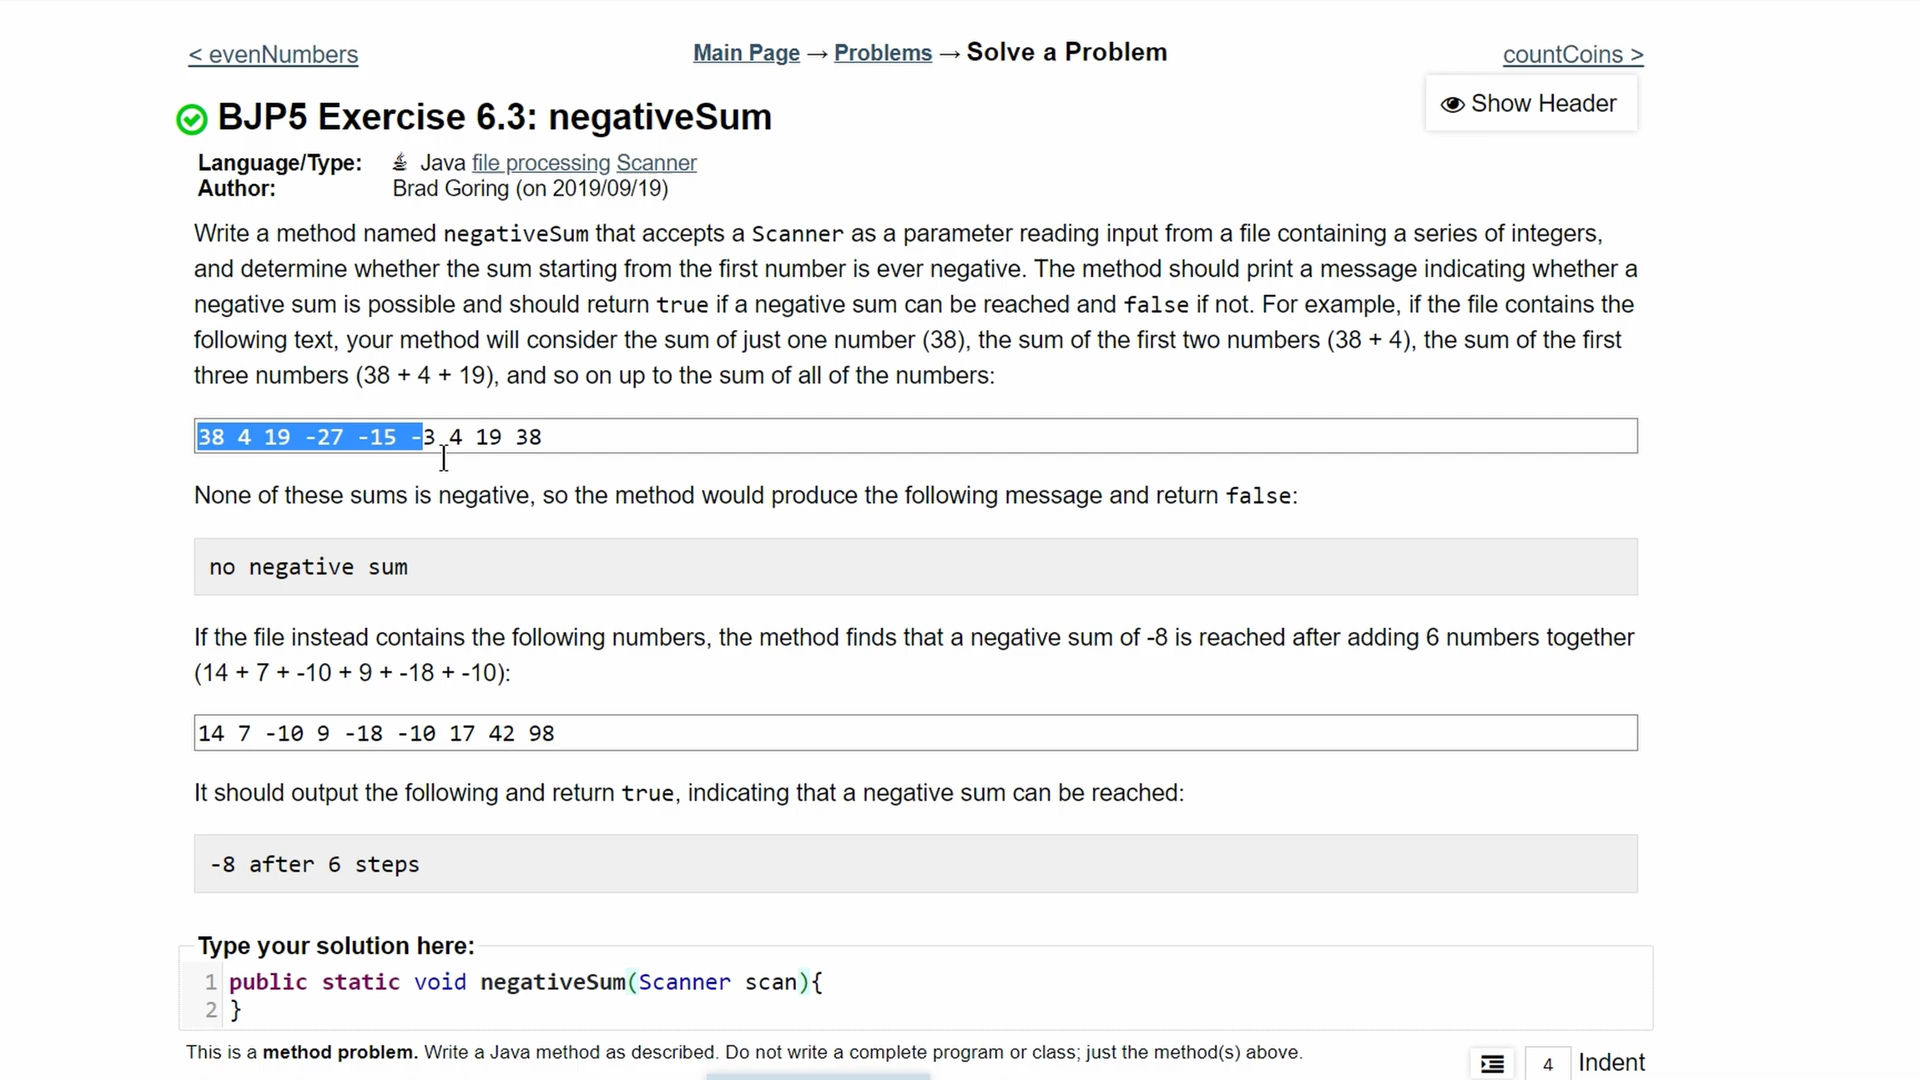 < evenNumbers
Main Page → Problems → Solve a Problem
countCoins >
Show Header
BJP5 Exercise 6.3: negativeSum
Language/Type: Java file processing Scanner
Author: Brad Goring (on 2019/09/19)
Write a method named negativeSum that accepts a Scanner as a parameter reading input from a file containing a series of integers,
and determine whether the sum starting from the first number is ever negative. The method should print a message indicating whether a
negative sum is possible and should return true if a negative sum can be reached and false if not. For example, if the file contains the
following text, your method will consider the sum of just one number (38), the sum of the first two numbers (38 + 4), the sum of the first
three numbers (38 + 4 + 19), and so on up to the sum of all of the numbers:
38 4 19 -27 -15 -3 4 19 38
None of these sums is negative, so the method would produce the following message and return false:
no negative sum
If the file instead contains the following numbers, the method finds that a negative sum of -8 is reached after adding 6 numbers together
(14 + 7 + -10 + 9 + -18 + -10):
14 7 -10 9 -18 -10 17 42 98
It should output the following and return true, indicating that a negative sum can be reached:
-8 after 6 steps
Type your solution here:
1 public static void negativeSum(Scanner scan){
2 }
This is a method problem. Write a Java method as described. Do not write a complete program or class; just the method(s) above.
4 Indent